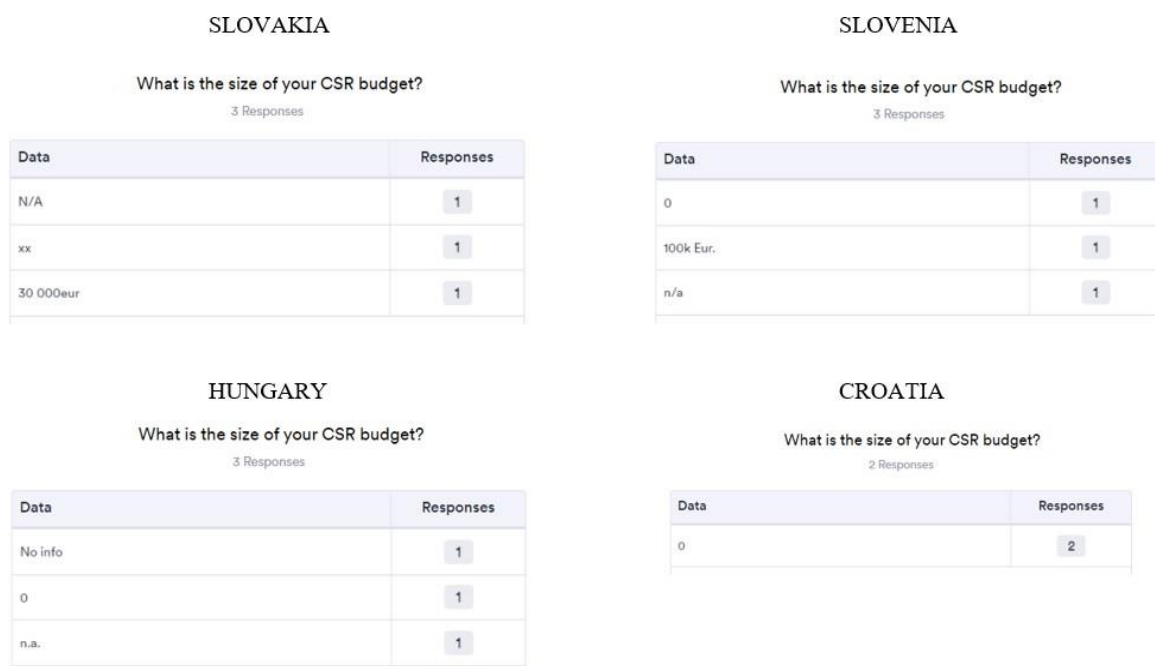 SLOVAKIA
What is the size of your CSR budget?
3 Responses
Data Responses
N/A 1
xx 1
30 000eur 1
SLOVENIA
What is the size of your CSR budget?
3 Responses
Data Responses
0 1
100k Eur. 1
n/a 1
HUNGARY
What is the size of your CSR budget?
3 Responses
Data Responses
No info 1
0 1
n.a. 1
CROATIA
What is the size of your CSR budget?
2 Responses
Data Responses
0 2